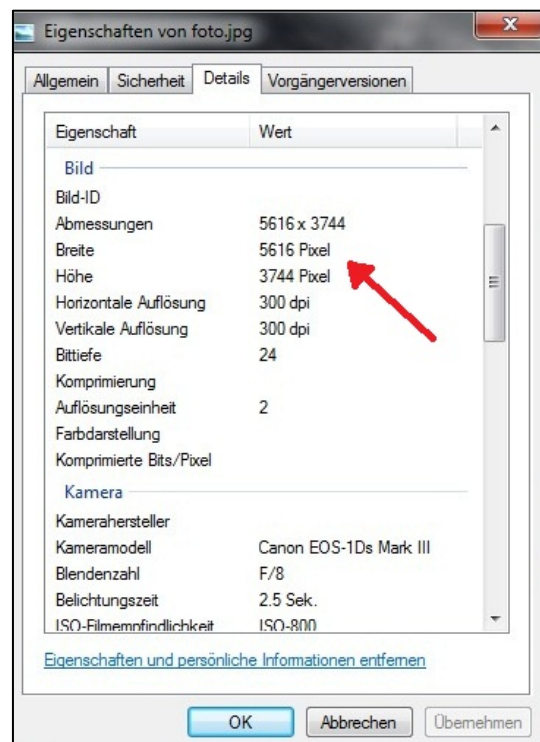 Eigenschaften von foto.jpg
Allgemein Sicherheit Details Vorgängerversionen
Eigenschaft Wert
Bild
Bild-ID
Abmessungen 5616 x 3744
Breite 5616 Pixel
Höhe 3744 Pixel
Horizontale Auflösung 300 dpi
Vertikale Auflösung 300 dpi
Bittiefe 24
Komprimierung
Auflösungseinheit 2
Farbdarstellung
Komprimierte Bits/Pixel
Kamera
Kamerahersteller
Kameramodell Canon EOS-1Ds Mark III
Blendenzahl F/8
Belichtungszeit 2.5 Sek.
ISO-Filmempfindlichkeit ISO-800
Eigenschaften und persönliche Informationen entfernen
OK Abbrechen Übernehmen